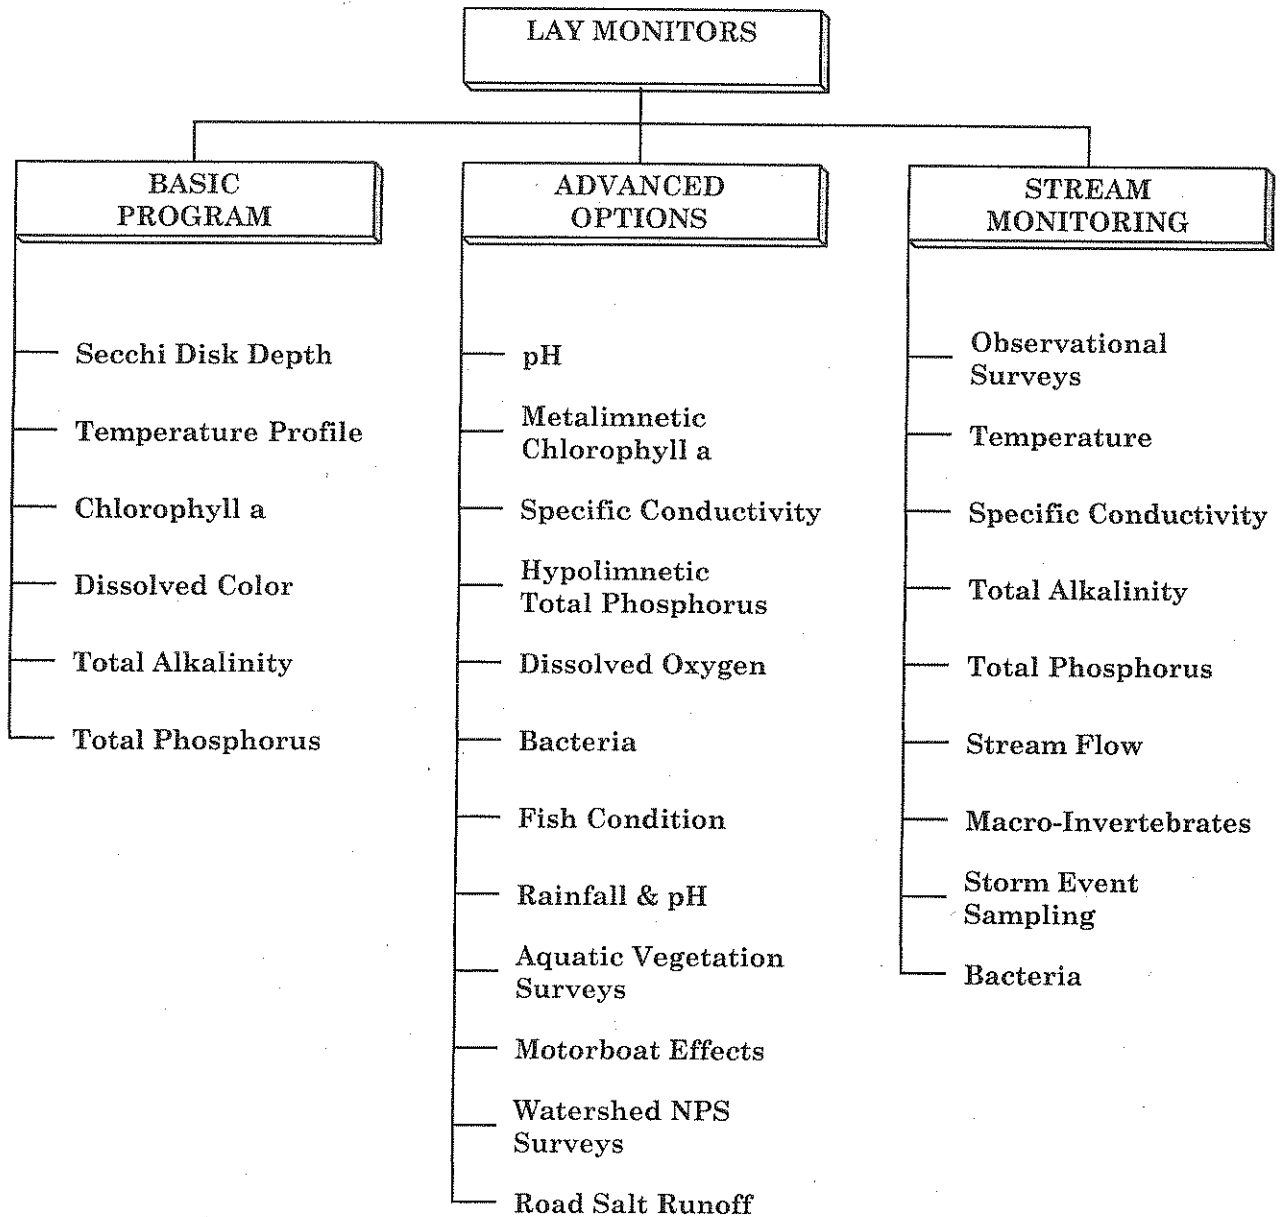 LAY MONITORS
BASIC
PROGRAM
Secchi Disk Depth
Temperature Profile
Chlorophyll a
Dissolved Color
Total Alkalinity
Total Phosphorus
ADVANCED
OPTIONS
pH
Metalimnetic
Chlorophyll a
Specific Conductivity
Hypolimnetic
Total Phosphorus
Dissolved Oxygen
Bacteria
Fish Condition
Rainfall & pH
Aquatic Vegetation
Surveys
Motorboat Effects
Watershed NPS
Surveys
Road Salt Runoff
STREAM
MONITORING
Observational
Surveys
Temperature
Specific Conductivity
Total Alkalinity
Total Phosphorus
Stream Flow
Macro-Invertebrates
Storm Event
Sampling
Bacteria